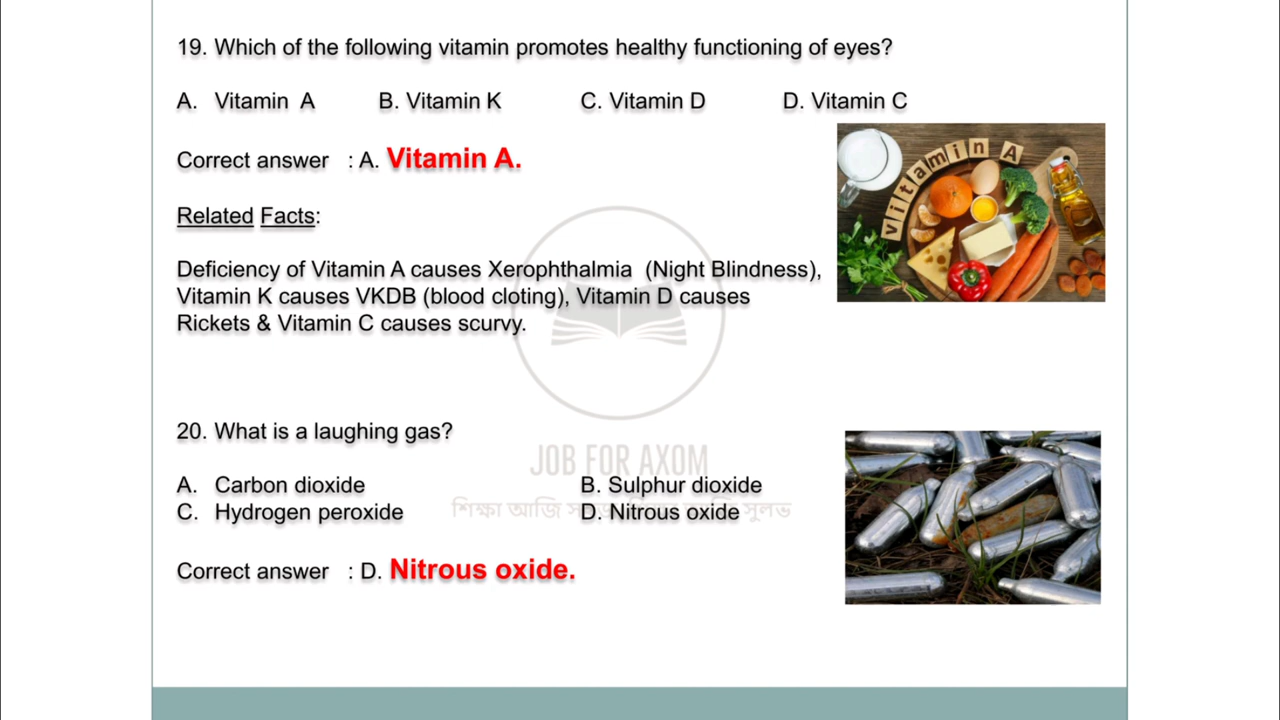 19. Which of the following vitamin promotes healthy functioning of eyes?
A. Vitamin A B. Vitamin K C. Vitamin D D. Vitamin C
vitamin A
Correct answer : A. Vitamin A.
Related Facts:
Deficiency of Vitamin A causes Xerophthalmia (Night Blindness),
Vitamin K causes VKDB (blood cloting), Vitamin D causes
Rickets & Vitamin C causes scurvy.
20. What is a laughing gas?
JOB FOR AXOM
A. Carbon dioxide B. Sulphur dioxide
C. Hydrogen peroxide D. Nitrous oxide
শিক্ষা আজি সুলভ
Correct answer : D. Nitrous oxide.